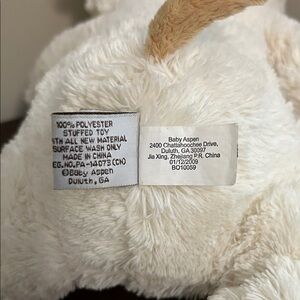 100% POLYESTER
STUFFED TOY
WITH ALL NEW MATERIAL
SURFACE WASH ONLY
MADE IN CHINA
REG.NO.PA-14073(CN)
©Baby Aspen
Duluth, GA
Baby Aspen
2400 Chattahoochee Drive,
Duluth, GA 30097
Jia Xing, Zhejiang P.R. China
01/12/2009
BO10059